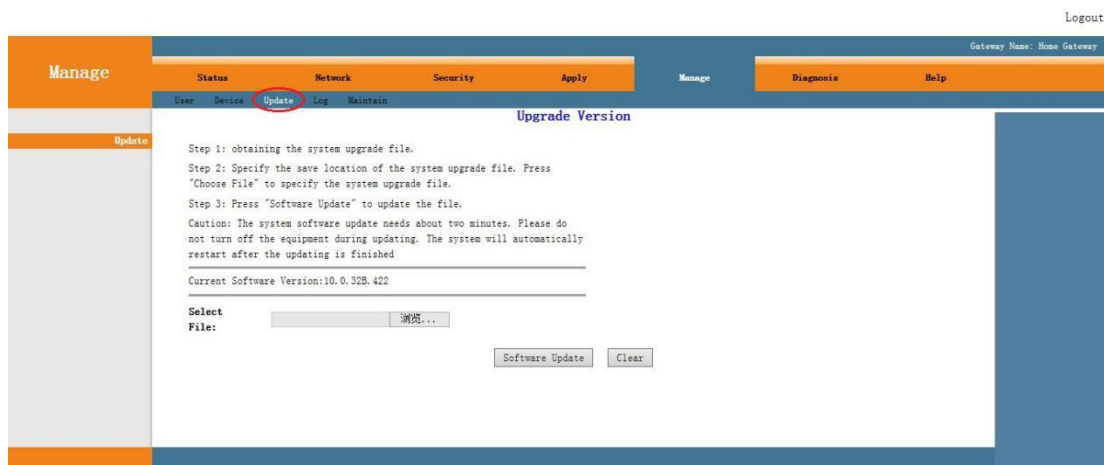 Logout
Gateway Name: Home Gateway
Manage
Status Network Security Apply Manage Diagnosis Help
User Device Update Log Maintain
Upgrade Version
Update
Step 1: obtaining the system upgrade file.
Step 2: Specify the save location of the system upgrade file. Press
"Choose File" to specify the system upgrade file.
Step 3: Press "Software Update" to update the file.
Caution: The system software update needs about two minutes. Please do
not turn off the equipment during updating. The system will automatically
restart after the updating is finished
Current Software Version:10.0.32B.422
Select
File:
浏览...
Software Update Clear